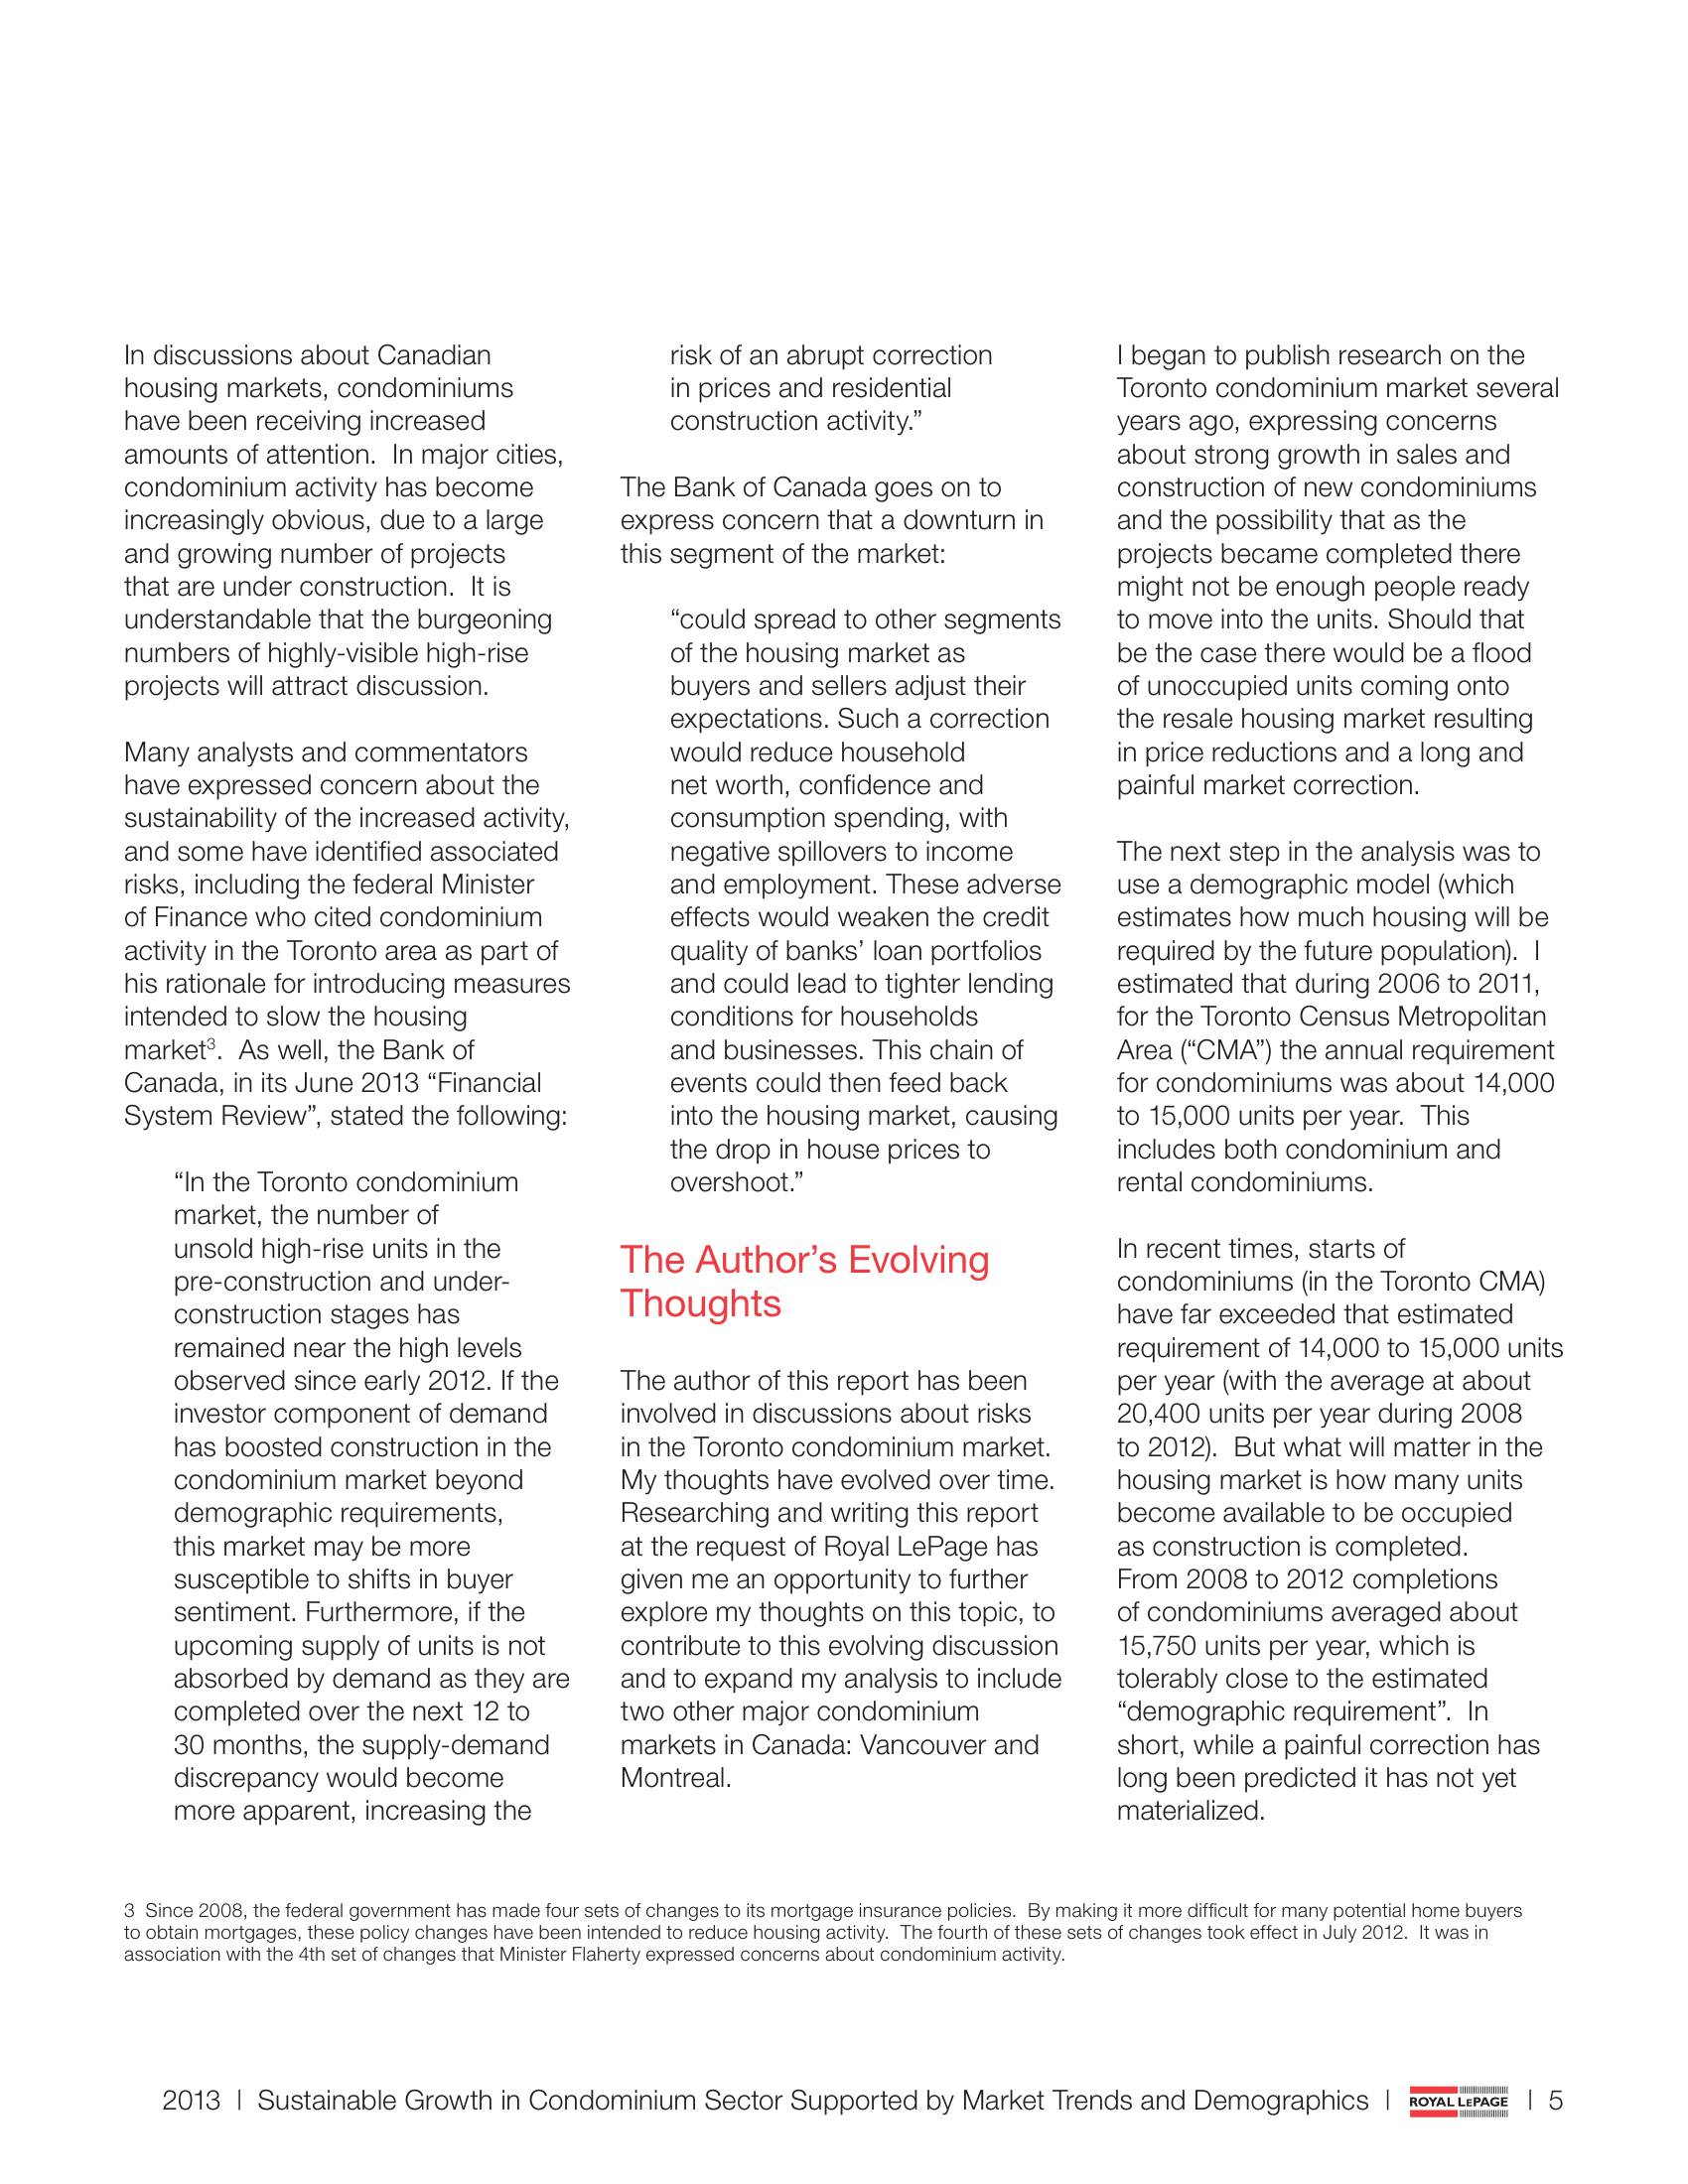 In discussions about Canadian
housing markets, condominiums
have been receiving increased
amounts of attention.  In major cities,
condominium activity has become
increasingly obvious, due to a large
and growing number of projects
that are under construction.  It is
understandable that the burgeoning
numbers of highly-visible high-rise
projects will attract discussion.
Many analysts and commentators
have expressed concern about the
sustainability of the increased activity,
and some have identified associated
risks, including the federal Minister
of Finance who cited condominium
activity in the Toronto area as part of
his rationale for introducing measures
intended to slow the housing
market³.  As well, the Bank of
Canada, in its June 2013 “Financial
System Review”, stated the following:
“In the Toronto condominium
market, the number of
unsold high-rise units in the
pre-construction and under-
construction stages has
remained near the high levels
observed since early 2012. If the
investor component of demand
has boosted construction in the
condominium market beyond
demographic requirements,
this market may be more
susceptible to shifts in buyer
sentiment. Furthermore, if the
upcoming supply of units is not
absorbed by demand as they are
completed over the next 12 to
30 months, the supply-demand
discrepancy would become
more apparent, increasing the
risk of an abrupt correction
in prices and residential
construction activity.”
The Bank of Canada goes on to
express concern that a downturn in
this segment of the market:
“could spread to other segments
of the housing market as
buyers and sellers adjust their
expectations. Such a correction
would reduce household
net worth, confidence and
consumption spending, with
negative spillovers to income
and employment. These adverse
effects would weaken the credit
quality of banks’ loan portfolios
and could lead to tighter lending
conditions for households
and businesses. This chain of
events could then feed back
into the housing market, causing
the drop in house prices to
overshoot.”
The Author’s Evolving
Thoughts
The author of this report has been
involved in discussions about risks
in the Toronto condominium market.
My thoughts have evolved over time.
Researching and writing this report
at the request of Royal LePage has
given me an opportunity to further
explore my thoughts on this topic, to
contribute to this evolving discussion
and to expand my analysis to include
two other major condominium
markets in Canada: Vancouver and
Montreal.
I began to publish research on the
Toronto condominium market several
years ago, expressing concerns
about strong growth in sales and
construction of new condominiums
and the possibility that as the
projects became completed there
might not be enough people ready
to move into the units. Should that
be the case there would be a flood
of unoccupied units coming onto
the resale housing market resulting
in price reductions and a long and
painful market correction.
The next step in the analysis was to
use a demographic model (which
estimates how much housing will be
required by the future population).  I
estimated that during 2006 to 2011,
for the Toronto Census Metropolitan
Area (“CMA”) the annual requirement
for condominiums was about 14,000
to 15,000 units per year.  This
includes both condominium and
rental condominiums.
In recent times, starts of
condominiums (in the Toronto CMA)
have far exceeded that estimated
requirement of 14,000 to 15,000 units
per year (with the average at about
20,400 units per year during 2008
to 2012).  But what will matter in the
housing market is how many units
become available to be occupied
as construction is completed.
From 2008 to 2012 completions
of condominiums averaged about
15,750 units per year, which is
tolerably close to the estimated
“demographic requirement”.  In
short, while a painful correction has
long been predicted it has not yet
materialized.
3  Since 2008, the federal government has made four sets of changes to its mortgage insurance policies.  By making it more difficult for many potential home buyers
to obtain mortgages, these policy changes have been intended to reduce housing activity.  The fourth of these sets of changes took effect in July 2012.  It was in
association with the 4th set of changes that Minister Flaherty expressed concerns about condominium activity.
2013 | Sustainable Growth in Condominium Sector Supported by Market Trends and Demographics | ROYAL LEPAGE | 5